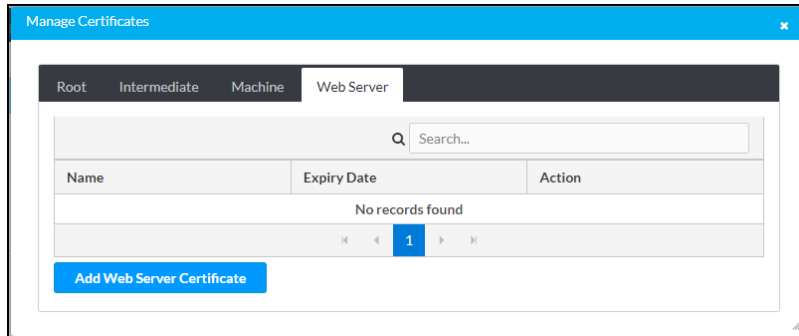 Manage Certificates
Root Intermediate Machine Web Server
Search...
Name Expiry Date Action
No records found
1
Add Web Server Certificate